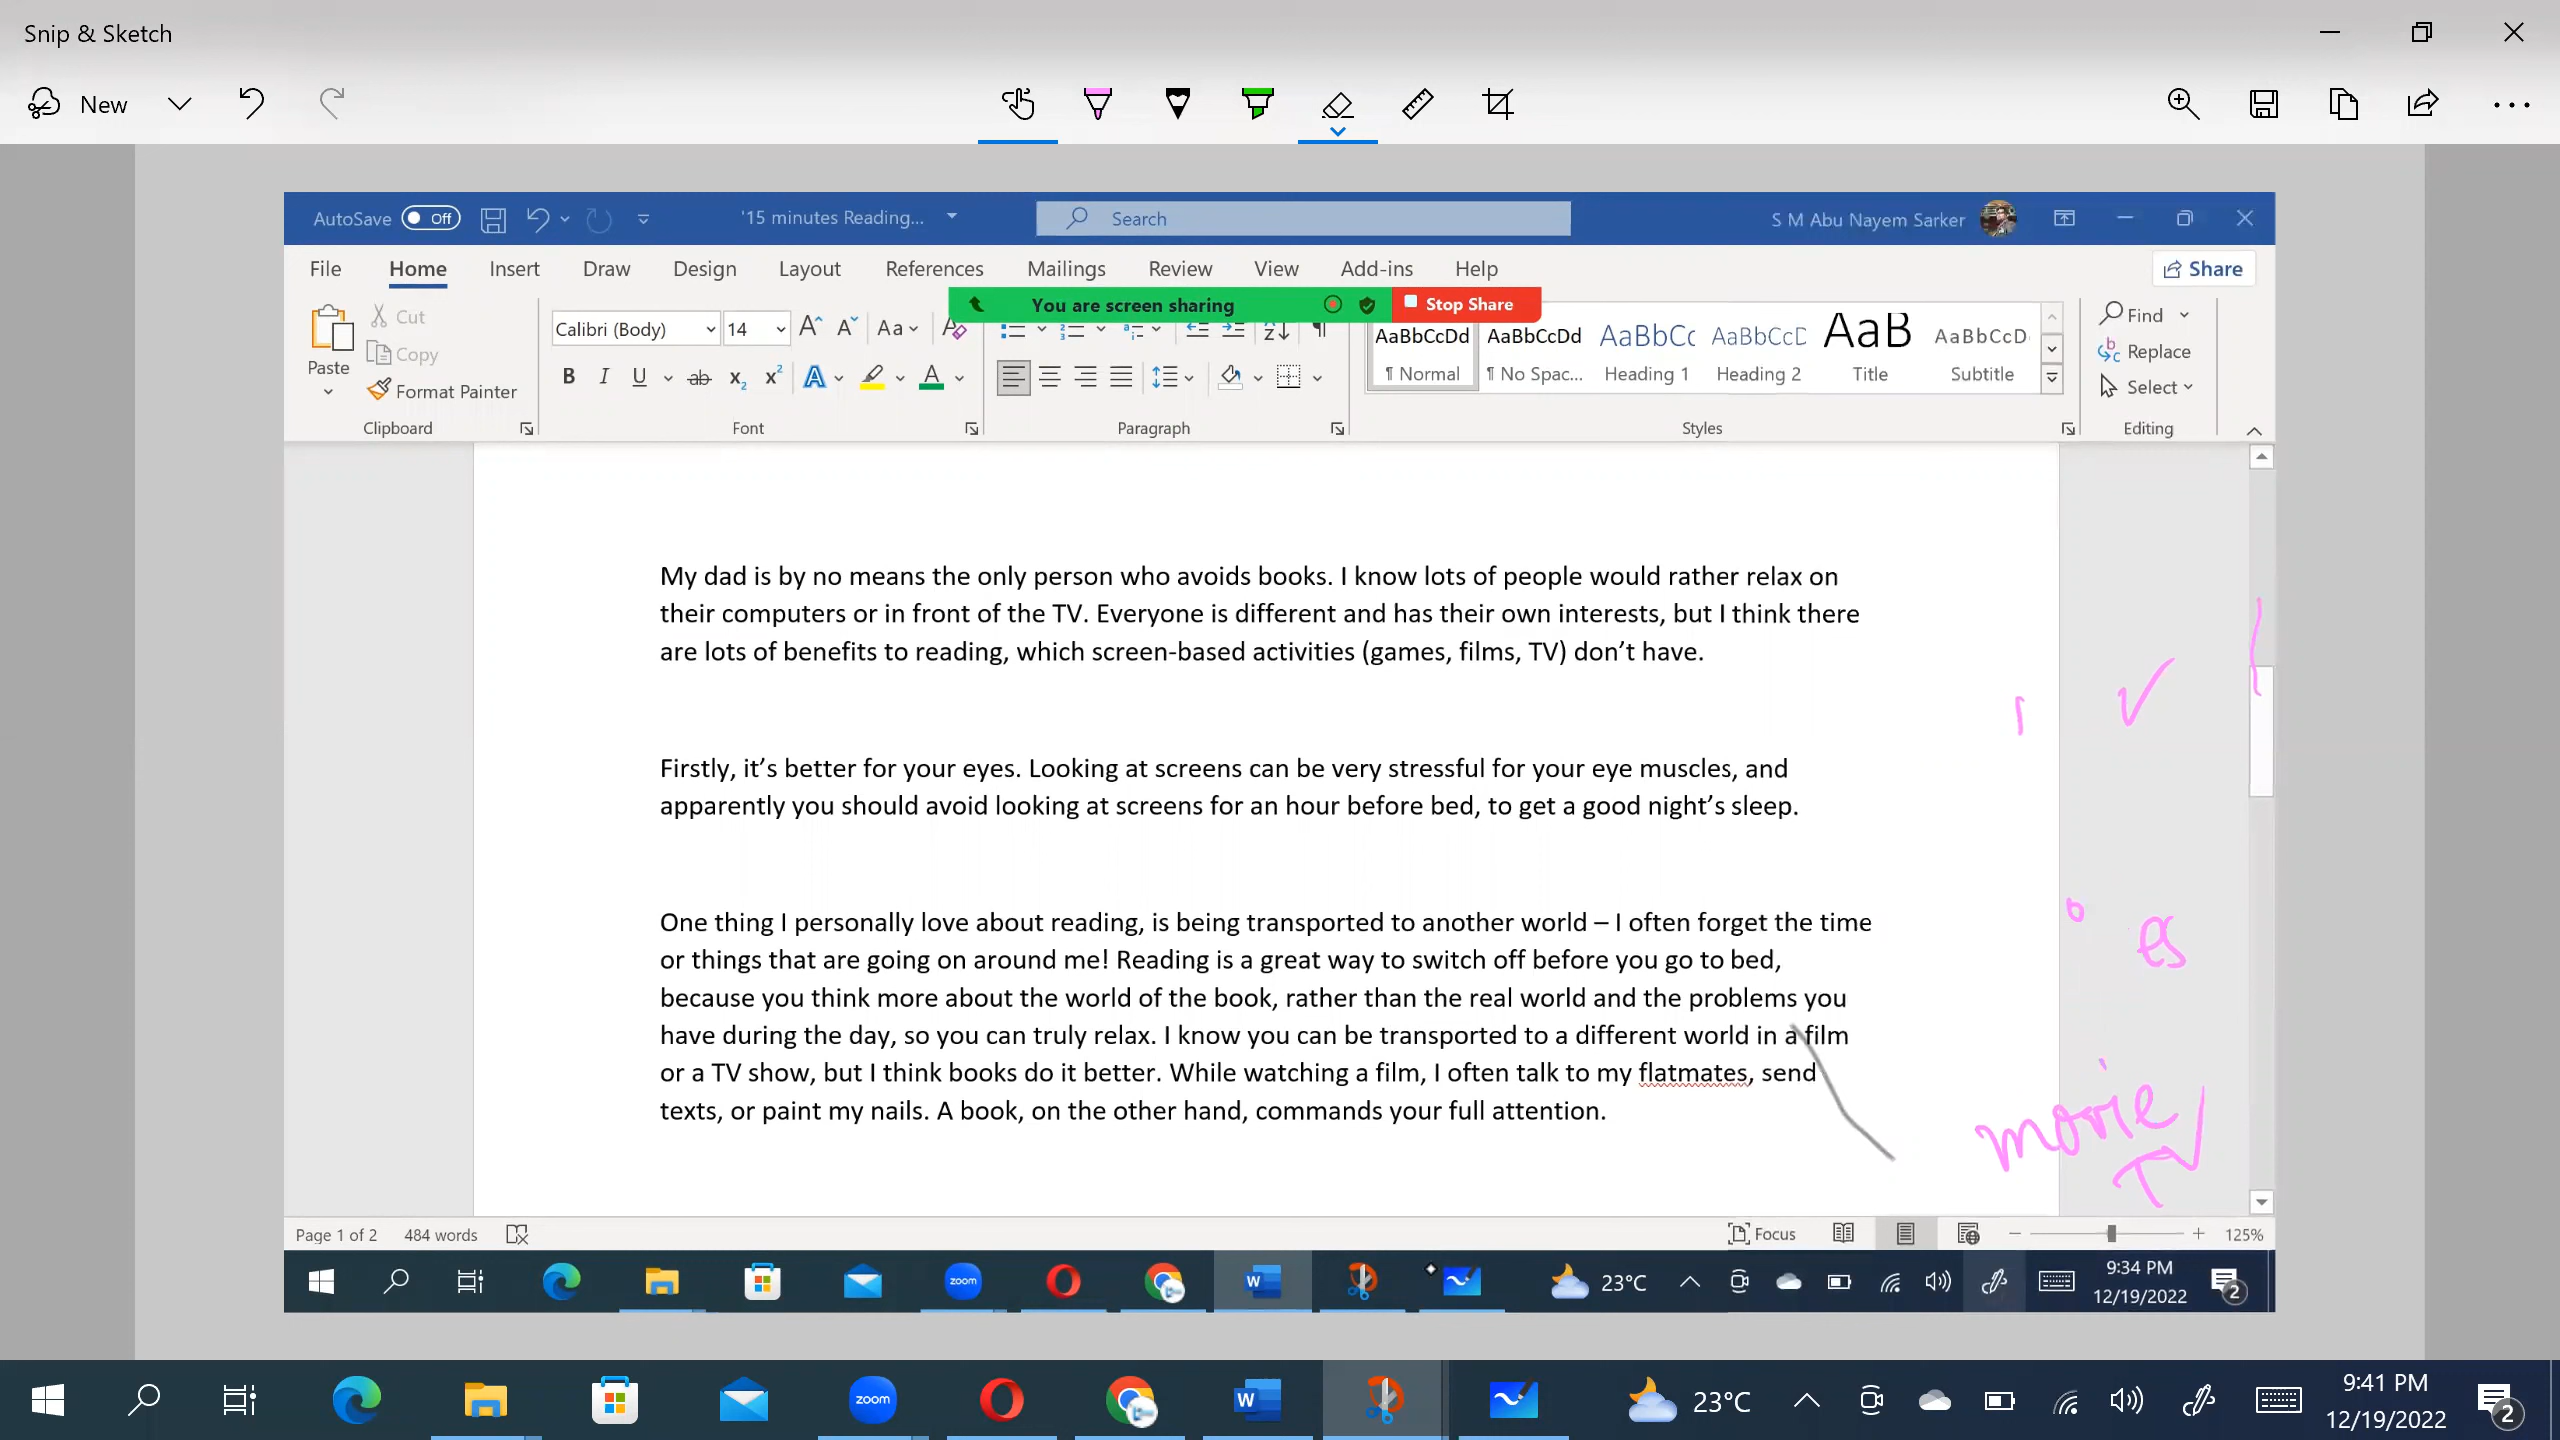 Snip & Sketch
New
AutoSave Off '15 minutes Reading... Search S M Abu Nayem Sarker
File Home Insert Draw Design Layout References Mailings Review View Add-ins Help Share
You are screen sharing Stop Share
Paste
Cut
Copy
Format Painter
Clipboard
Calibri (Body) 14 Aa
Font
Paragraph
AaBbCcDd AaBbCcDd AaBbCc AaBbCcD AaB AaBbCcD
¶ Normal ¶ No Spac... Heading 1 Heading 2 Title Subtitle
Styles
Find
Replace
Select
Editing
My dad is by no means the only person who avoids books. I know lots of people would rather relax on
their computers or in front of the TV. Everyone is different and has their own interests, but I think there
are lots of benefits to reading, which screen-based activities (games, films, TV) don’t have.
Firstly, it’s better for your eyes. Looking at screens can be very stressful for your eye muscles, and
apparently you should avoid looking at screens for an hour before bed, to get a good night’s sleep.
One thing I personally love about reading, is being transported to another world – I often forget the time
or things that are going on around me! Reading is a great way to switch off before you go to bed,
because you think more about the world of the book, rather than the real world and the problems you
have during the day, so you can truly relax. I know you can be transported to a different world in a film
or a TV show, but I think books do it better. While watching a film, I often talk to my flatmates, send
texts, or paint my nails. A book, on the other hand, commands your full attention.
es
movie
TV
Page 1 of 2 484 words Focus 125%
zoom 23°C 9:34 PM
12/19/2022 2
zoom 23°C 9:41 PM
12/19/2022 2